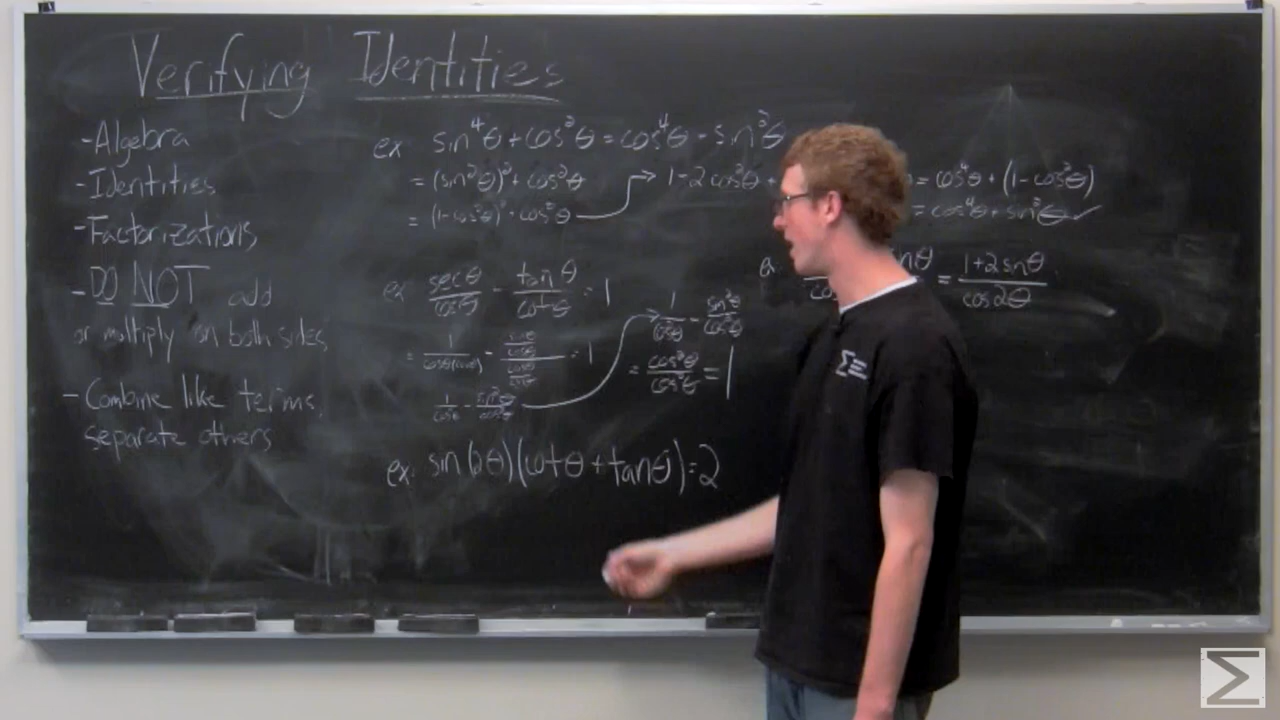 Verifying Identities
-Algebra
-Identities
-Factorizations
-DO NOT add
or multiply on both sides
-Combine like terms,
separate others
ex: sin⁴θ+cos²θ=cos⁴θ+sin²θ
=(sin²θ)²+cos²θ
=(1-cos²θ)²+cos²θ
1-2cos²θ +
=cos⁴θ+(1-cos²θ)
=cos⁴θ+sin²θ ✓
ex: secθ/cosθ - tanθ/cotθ = 1
1/cos²θ - sin²θ/cos²θ
= cos²θ/cos²θ = 1
= 1+2sinθ/cos2θ
ex: sin(2θ)(cotθ+tanθ)=2
ΣΞ
Σ